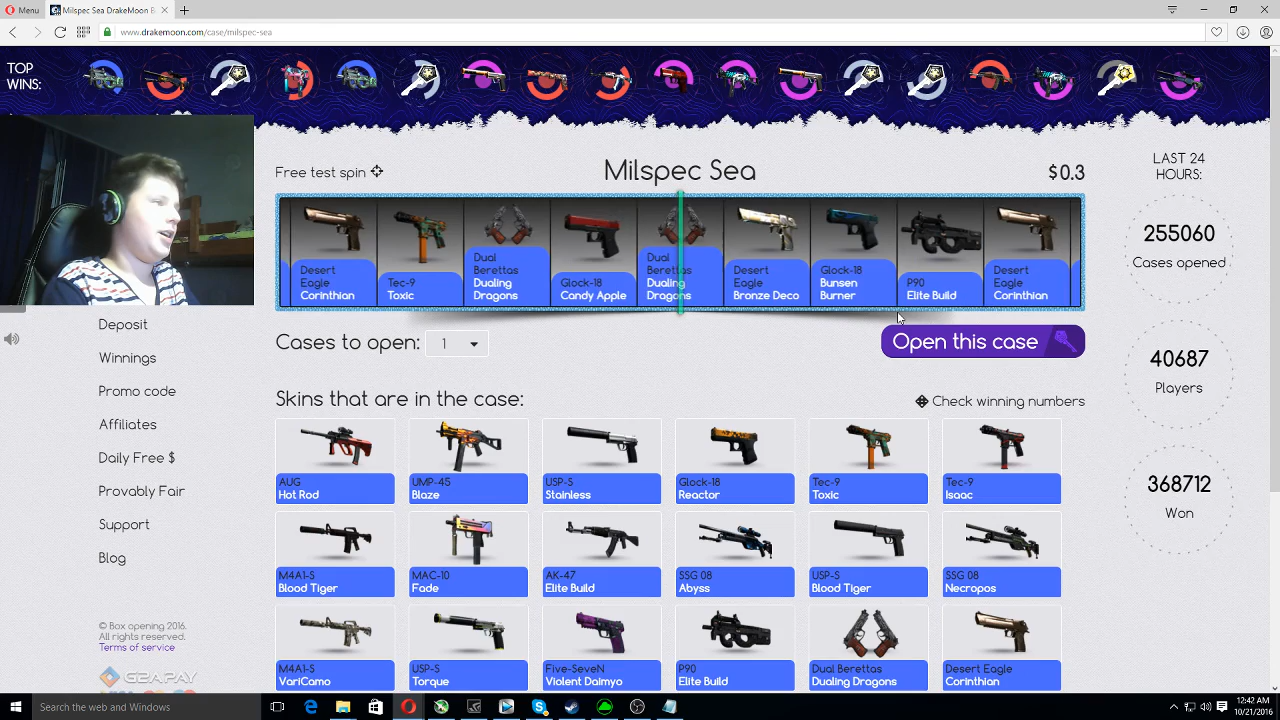 Menu
Milspec Sea DrakeMoon B
www.drakemoon.com/case/milspec-sea
TOP
WINS:
Free test spin
Milspec Sea
$0.3
LAST 24
HOURS:
255060
Cases opened
40687
Players
368712
Won
Desert
Eagle
Corinthian
Tec-9
Toxic
Dual
Berettas
Dualing
Dragons
Glock-18
Candy Apple
Dual
Berettas
Dualing
Dragons
Desert
Eagle
Bronze Deco
Glock-18
Bunsen
Burner
P90
Elite Build
Desert
Eagle
Corinthian
Cases to open:
1
Open this case
Deposit
Winnings
Promo code
Affiliates
Daily Free $
Provably Fair
Support
Blog
Skins that are in the case:
Check winning numbers
AUG
Hot Rod
UMP-45
Blaze
USP-S
Stainless
Glock-18
Reactor
Tec-9
Toxic
Tec-9
Isaac
M4A1-S
Blood Tiger
MAC-10
Fade
AK-47
Elite Build
SSG 08
Abyss
USP-S
Blood Tiger
SSG 08
Necropos
M4A1-S
VariCamo
USP-S
Torque
Five-SeveN
Violent Daimyo
P90
Elite Build
Dual Berettas
Dualing Dragons
Desert Eagle
Corinthian
© Box opening 2016.
All rights reserved.
Terms of service
G2A PAY
Search the web and Windows
12:42 AM
10/21/2016